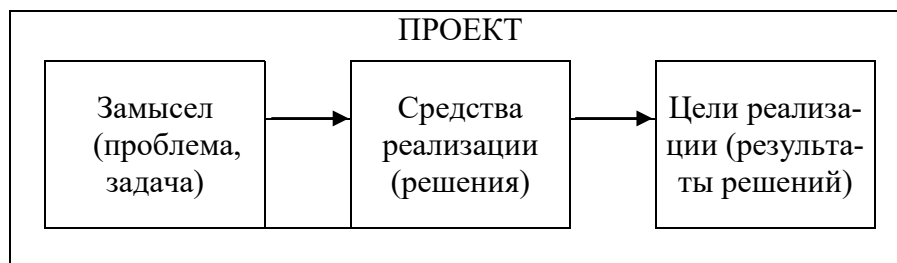 ПРОЕКТ
Замысел
(проблема,
задача)
Средства
реализации
(решения)
Цели реализа-
ции (результа-
ты решений)